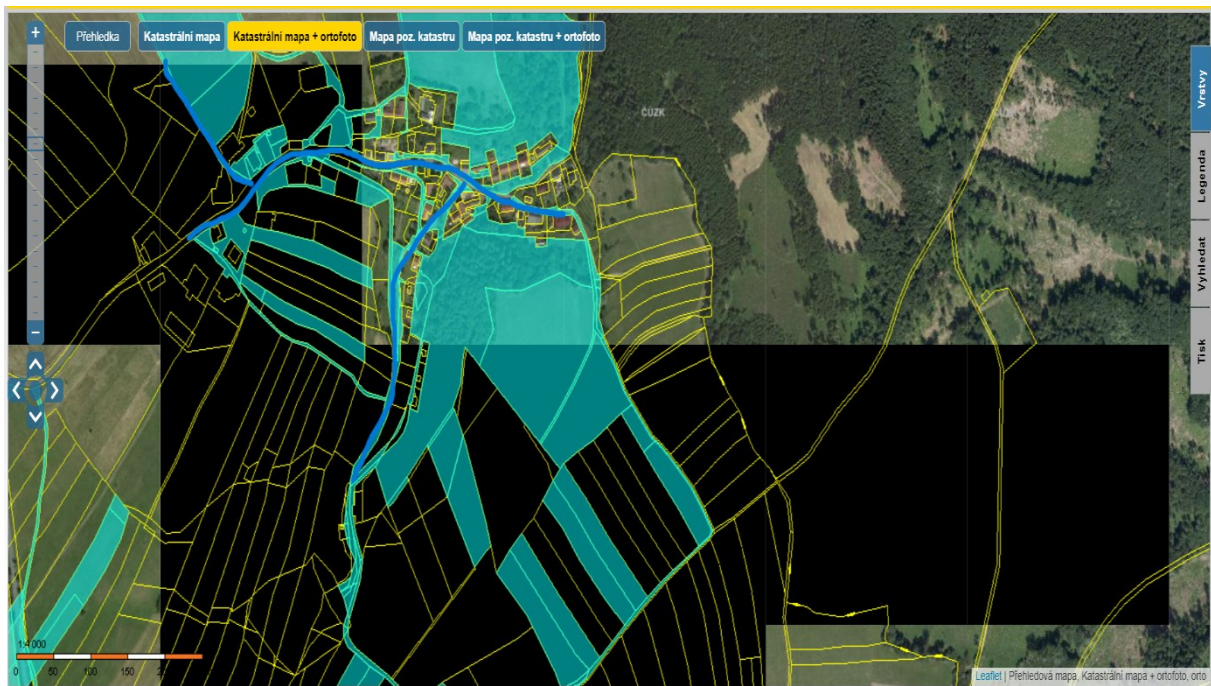 Přehledka
Katastrální mapa
Katastrální mapa + ortofoto
Mapa poz. katastru
Mapa poz. katastru + ortofoto
ČÚZK
Vrstvy
Legenda
Vyhledat
Tisk
1:4 000
0 50 100 150
Leaflet | Přehledová mapa, Katastrální mapa + ortofoto, orto